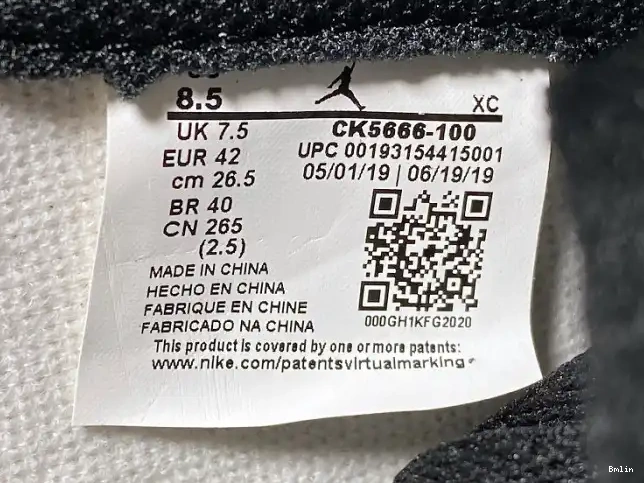 8.5
XC
UK 7.5
CK5666-100
EUR 42
UPC 00193154415001
cm 26.5
05/01/19 | 06/19/19
BR 40
CN 265
(2.5)
MADE IN CHINA
HECHO EN CHINA
FABRIQUE EN CHINE
FABRICADO NA CHINA
000GH1KFG2020
This product is covered by one or more patents:
www.nike.com/patentsvirtualmarking
Bmlin